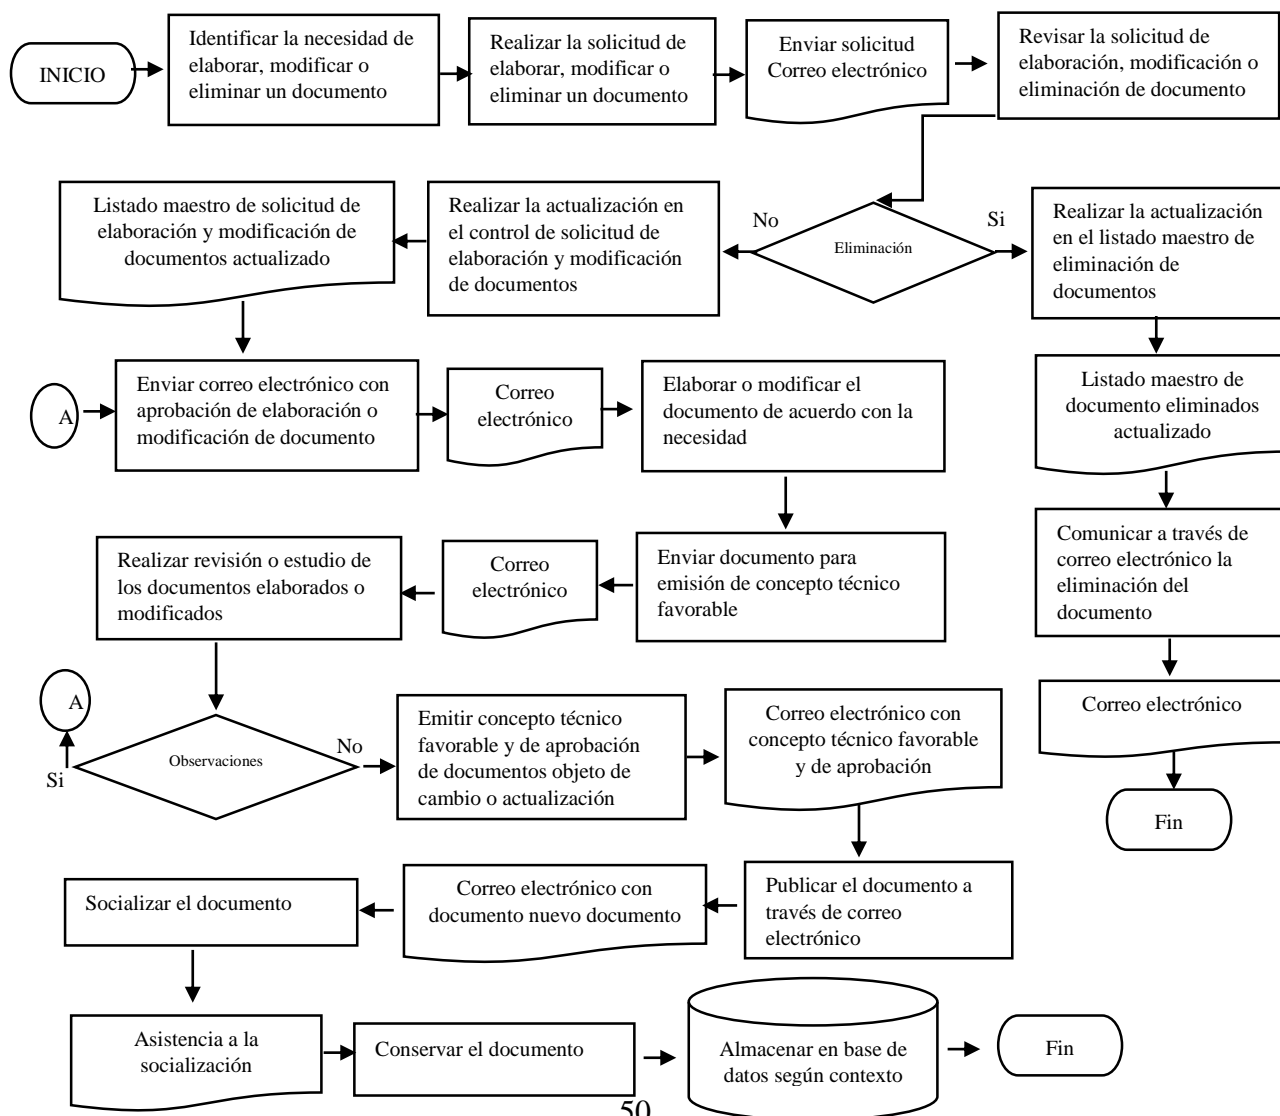 INICIO
Identificar la necesidad de
elaborar, modificar o
eliminar un documento
Realizar la solicitud de
elaborar, modificar o
eliminar un documento
Enviar solicitud
Correo electrónico
Revisar la solicitud de
elaboración, modificación o
eliminación de documento
Listado maestro de solicitud de
elaboración y modificación de
documentos actualizado
Realizar la actualización en
el control de solicitud de
elaboración y modificación
de documentos
No
Eliminación
Si
Realizar la actualización
en el listado maestro de
eliminación de
documentos
A
Enviar correo electrónico con
aprobación de elaboración o
modificación de documento
Correo
electrónico
Elaborar o modificar el
documento de acuerdo con la
necesidad
Listado maestro de
documento eliminados
actualizado
Realizar revisión o estudio de
los documentos elaborados o
modificados
Correo
electrónico
Enviar documento para
emisión de concepto técnico
favorable
Comunicar a través de
correo electrónico la
eliminación del
documento
A
Si
Observaciones
No
Emitir concepto técnico
favorable y de aprobación
de documentos objeto de
cambio o actualización
Correo electrónico con
concepto técnico favorable
y de aprobación
Correo electrónico
Fin
Socializar el documento
Correo electrónico con
documento nuevo documento
Publicar el documento a
través de correo
electrónico
Asistencia a la
socialización
Conservar el documento
Almacenar en base de
datos según contexto
Fin
50